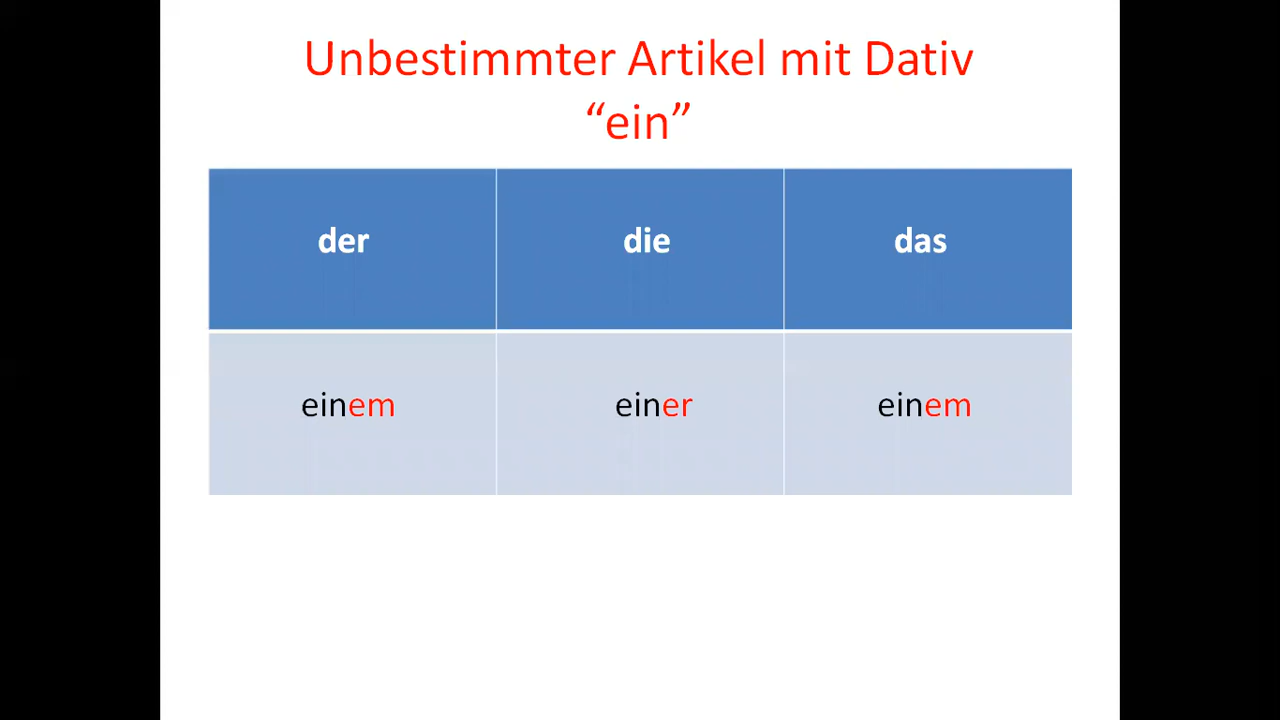 Unbestimmter Artikel mit Dativ
“ein”
der die das
einem einer einem